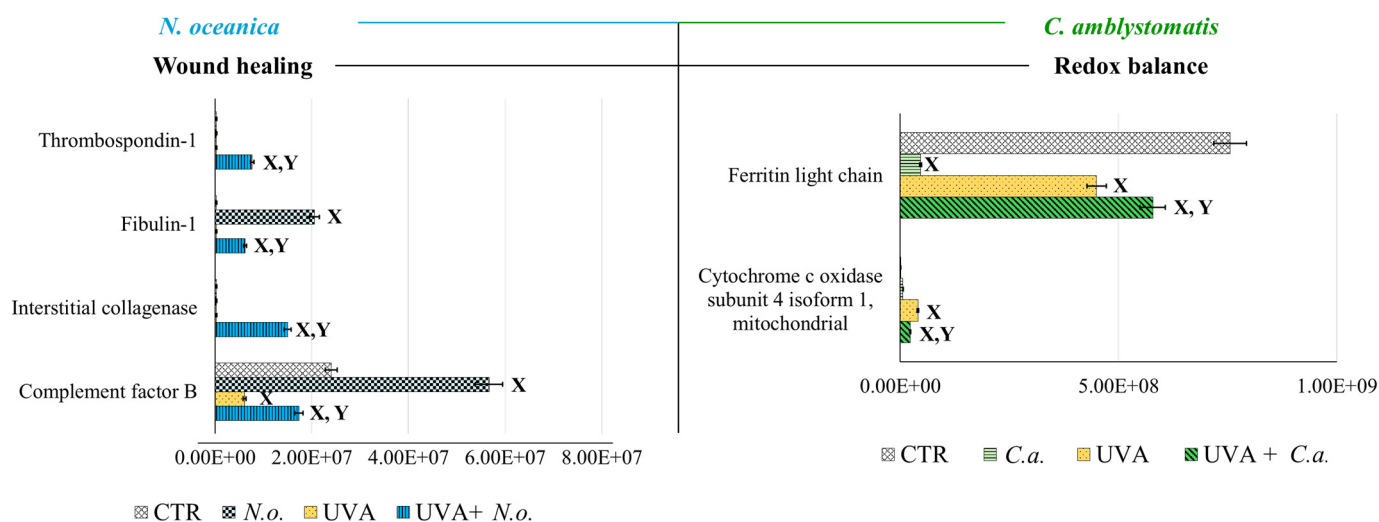 N. oceanica
C. amblystomatis
Wound healing
Redox balance
Thrombospondin-1
X,Y
Fibulin-1
X
X,Y
Interstitial collagenase
X,Y
Complement factor B
X
X
X, Y
0.00E+00 2.00E+07 4.00E+07 6.00E+07 8.00E+07
CTR N.o. UVA UVA+ N.o.
Ferritin light chain
X
X
X, Y
Cytochrome c oxidase
subunit 4 isoform 1,
mitochondrial
X
X,Y
0.00E+00 5.00E+08 1.00E+09
CTR C.a. UVA UVA + C.a.